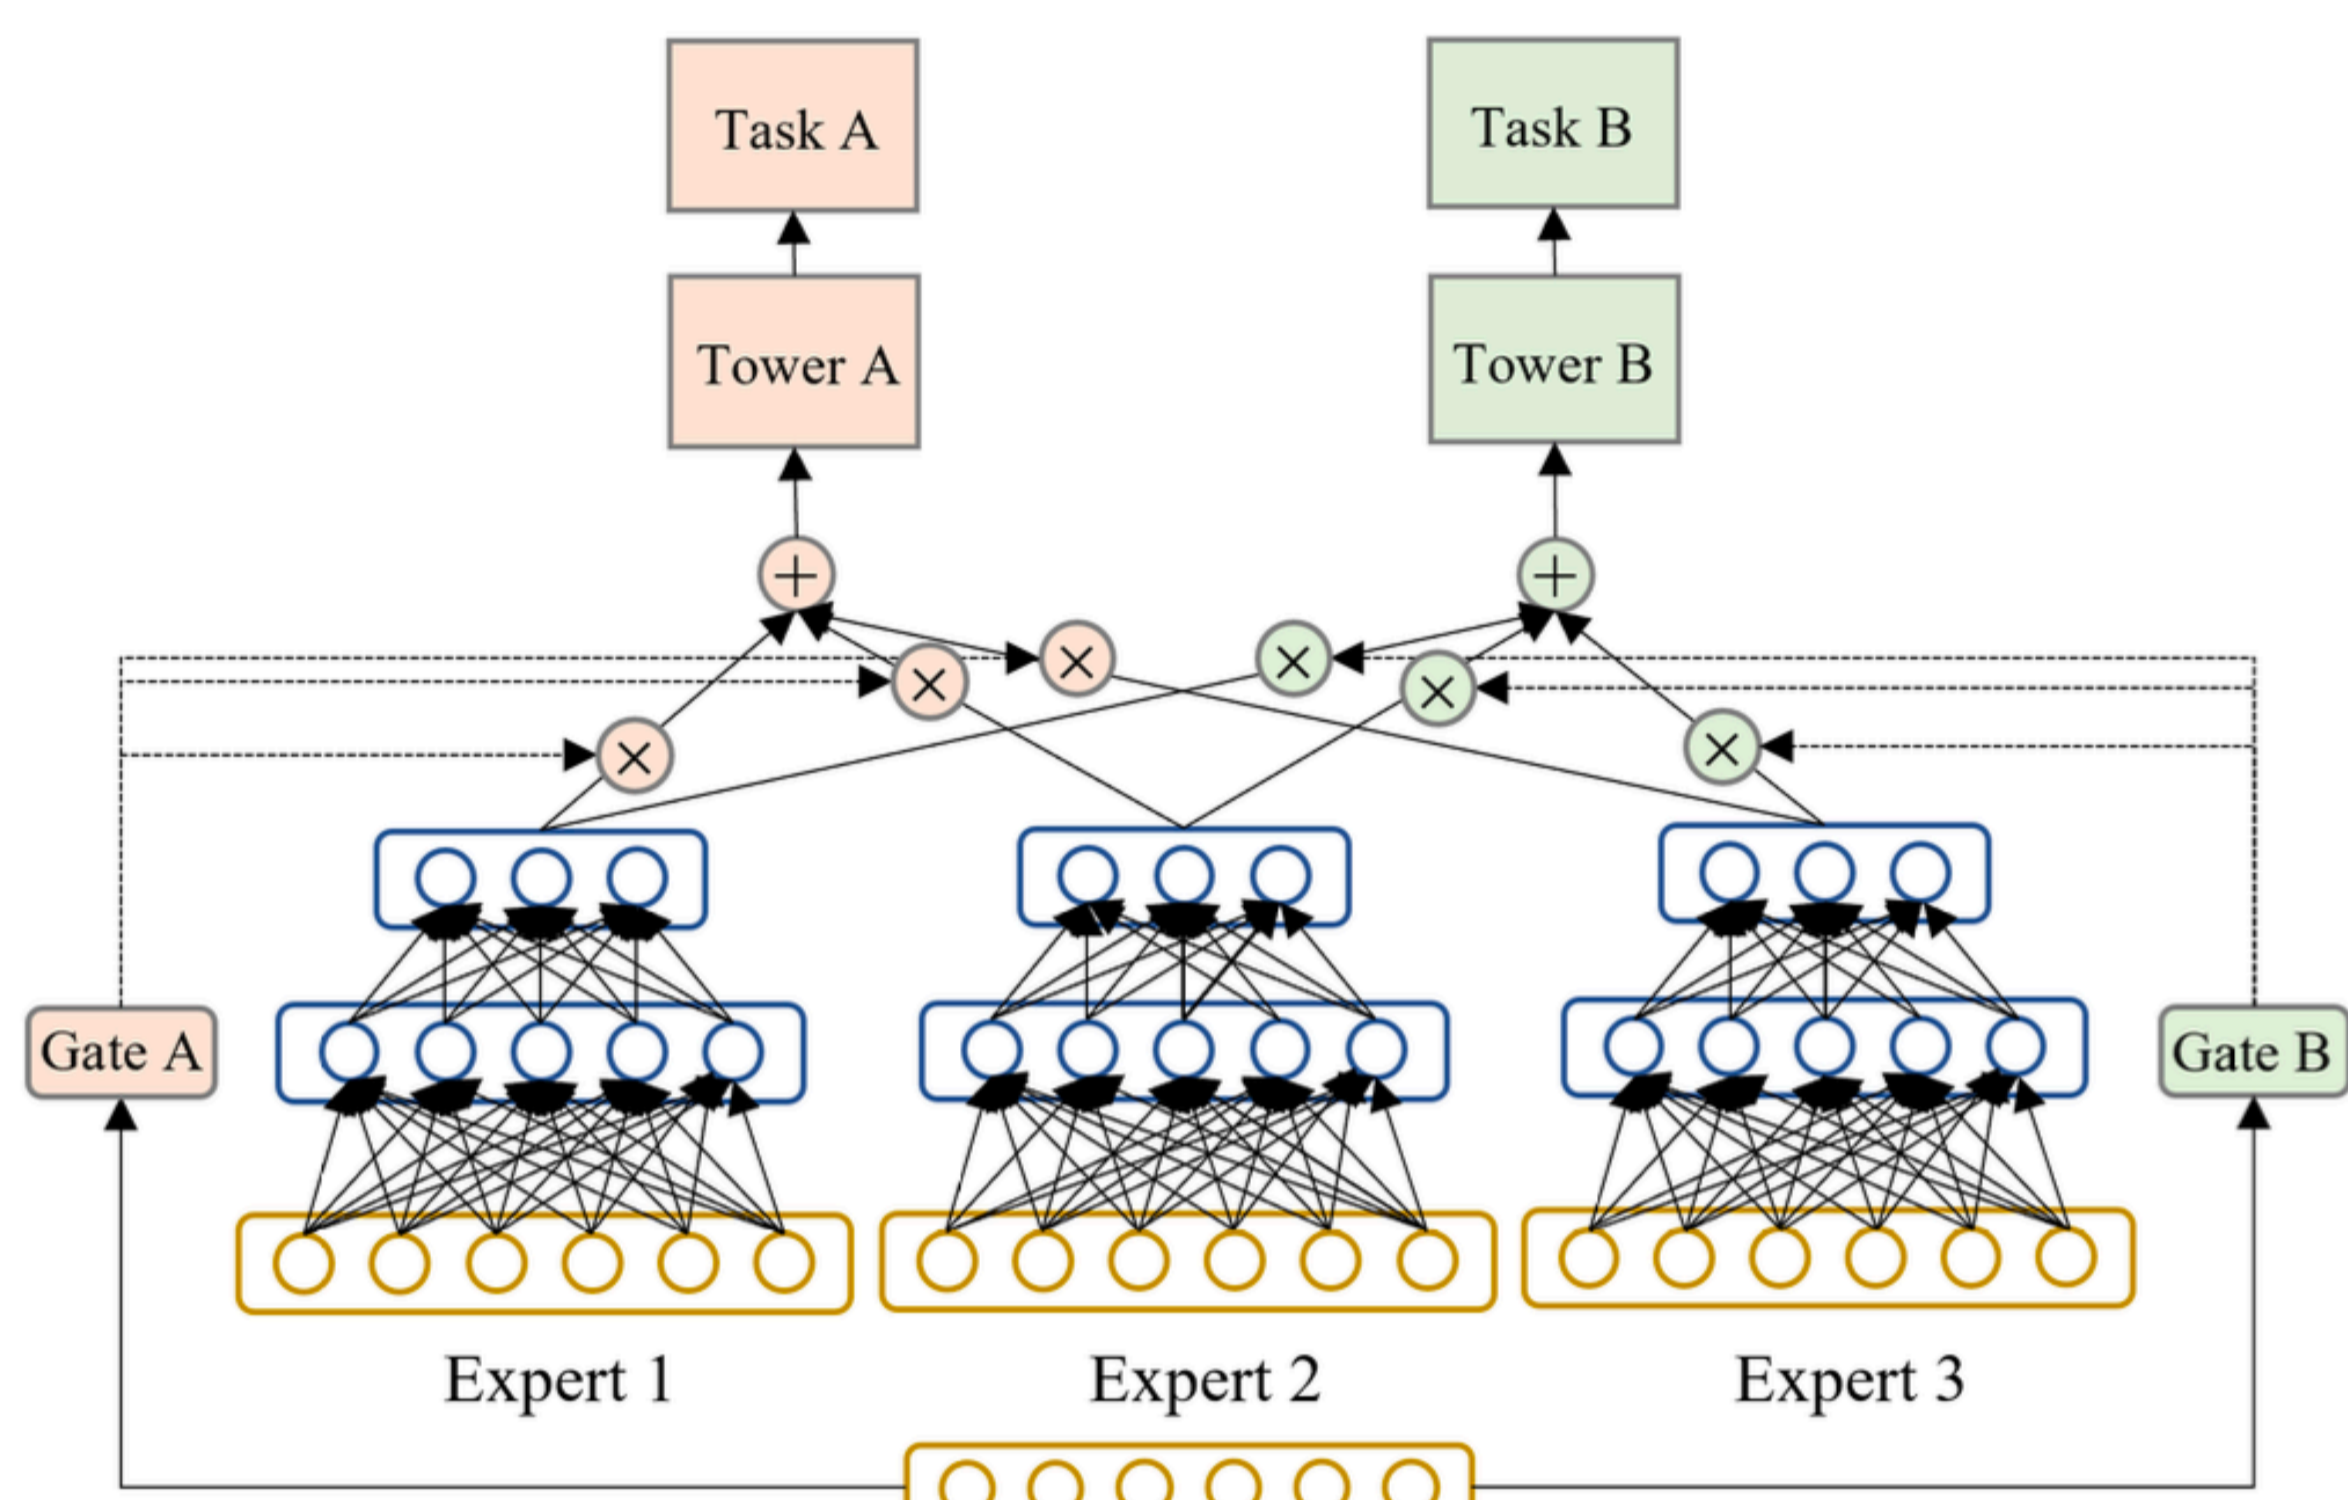 Task A
Task B
Tower A
Tower B
+
+
×
×
×
×
×
×
Gate A
Gate B
Expert 1
Expert 2
Expert 3